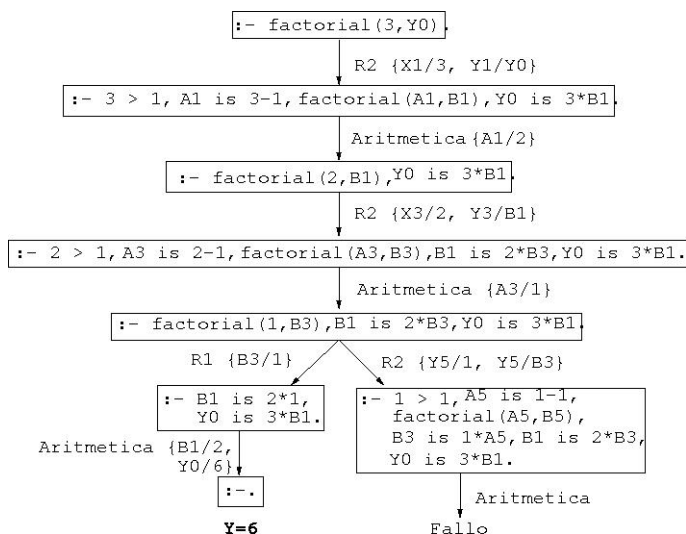 :- factorial(3,Y0).
R2 {X1/3, Y1/Y0}
:- 3 > 1, A1 is 3-1, factorial(A1,B1), Y0 is 3*B1.
Aritmetica {A1/2}
:- factorial(2,B1), Y0 is 3*B1.
R2 {X3/2, Y3/B1}
:- 2 > 1, A3 is 2-1, factorial(A3,B3), B1 is 2*B3, Y0 is 3*B1.
Aritmetica {A3/1}
:- factorial(1,B3), B1 is 2*B3, Y0 is 3*B1.
R1 {B3/1}
R2 {Y5/1, Y5/B3}
:- B1 is 2*1,
Y0 is 3*B1.
:- 1 > 1, A5 is 1-1,
factorial(A5,B5),
B3 is 1*A5, B1 is 2*B3,
Y0 is 3*B1.
Aritmetica {B1/2,
Y0/6}
:-.
Y=6
Aritmetica
Fallo